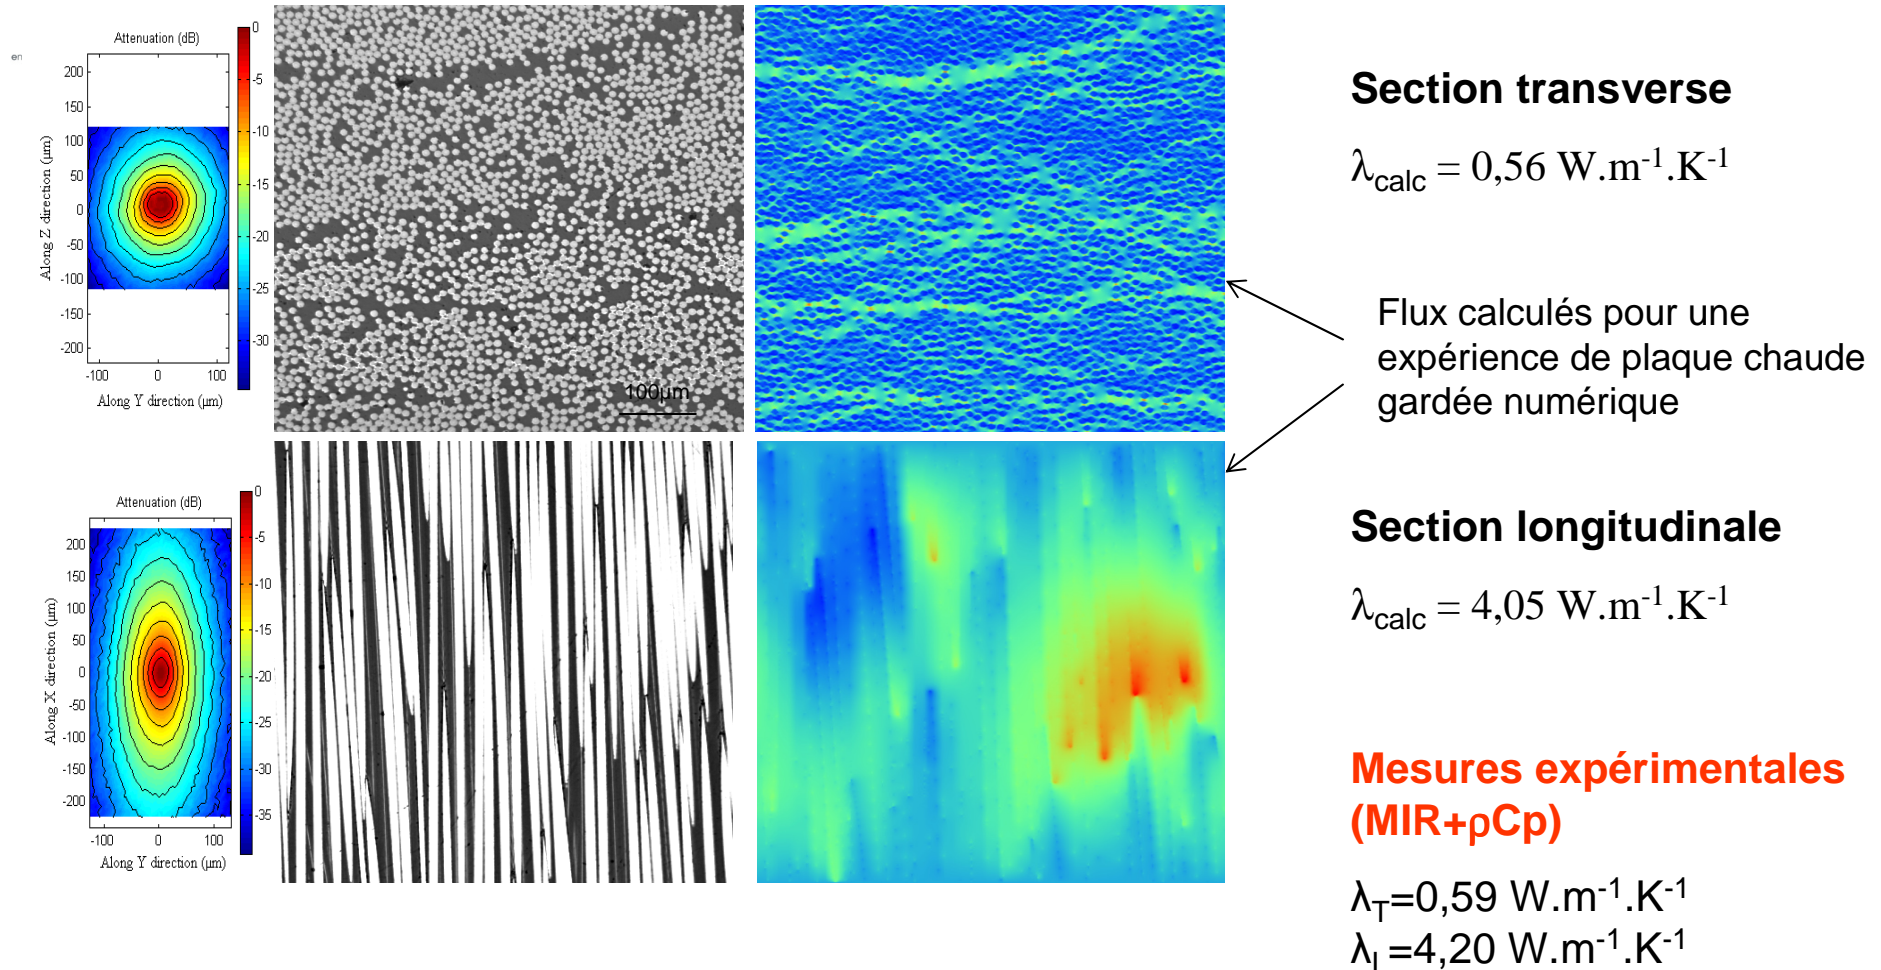 en
Attenuation (dB)
200
150
100
50
0
-50
-100
-150
-200
Along Z direction (µm)
-100 0 100
Along Y direction (µm)
0
-5
-10
-15
-20
-25
-30
100µm
Section transverse
λcalc = 0,56 W.m-1.K-1
Flux calculés pour une
expérience de plaque chaude
gardée numérique
Attenuation (dB)
200
150
100
50
0
-50
-100
-150
-200
Along X direction (µm)
-100 0 100
Along Y direction (µm)
0
-5
-10
-15
-20
-25
-30
-35
Section longitudinale
λcalc = 4,05 W.m-1.K-1
Mesures expérimentales
(MIR+ρCp)
λT=0,59 W.m-1.K-1
λL=4,20 W.m-1.K-1